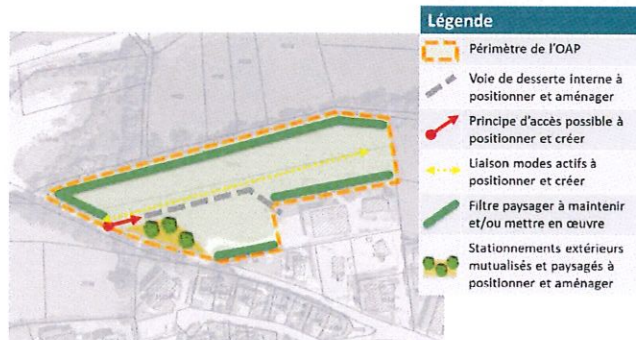 Légende
Périmètre de l'OAP
Voie de desserte interne à
positionner et aménager
Principe d'accès possible à
positionner et créer
Liaison modes actifs à
positionner et créer
Filtre paysager à maintenir
et/ou mettre en œuvre
Stationnements extérieurs
mutualisés et paysagés à
positionner et aménager